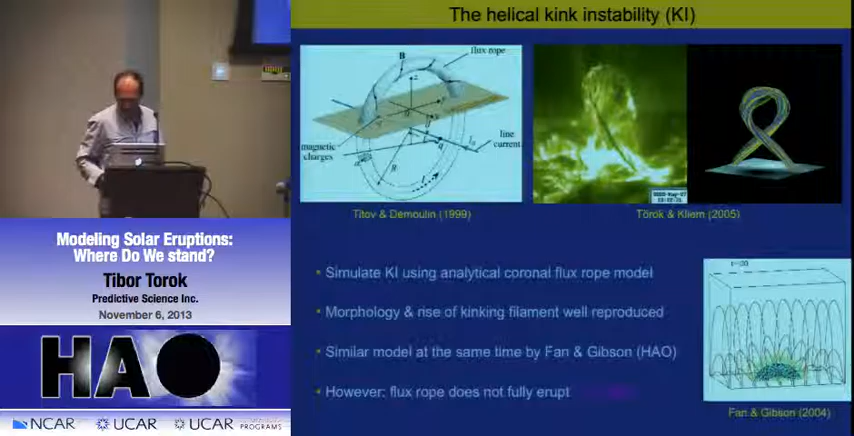 The helical kink instability (KI)
B
flux rope
magnetic
charges
line
current
R
Titov & Demoulin (1999)
Török & Kliem (2005)
Modeling Solar Eruptions:
Where Do We stand?
Tibor Torok
Predictive Science Inc.
November 6, 2013
HAO
NCAR UCAR UCAR PROGRAMS
• Simulate KI using analytical coronal flux rope model
• Morphology & rise of kinking filament well reproduced
• Similar model at the same time by Fan & Gibson (HAO)
• However: flux rope does not fully erupt
t=20
Fan & Gibson (2004)